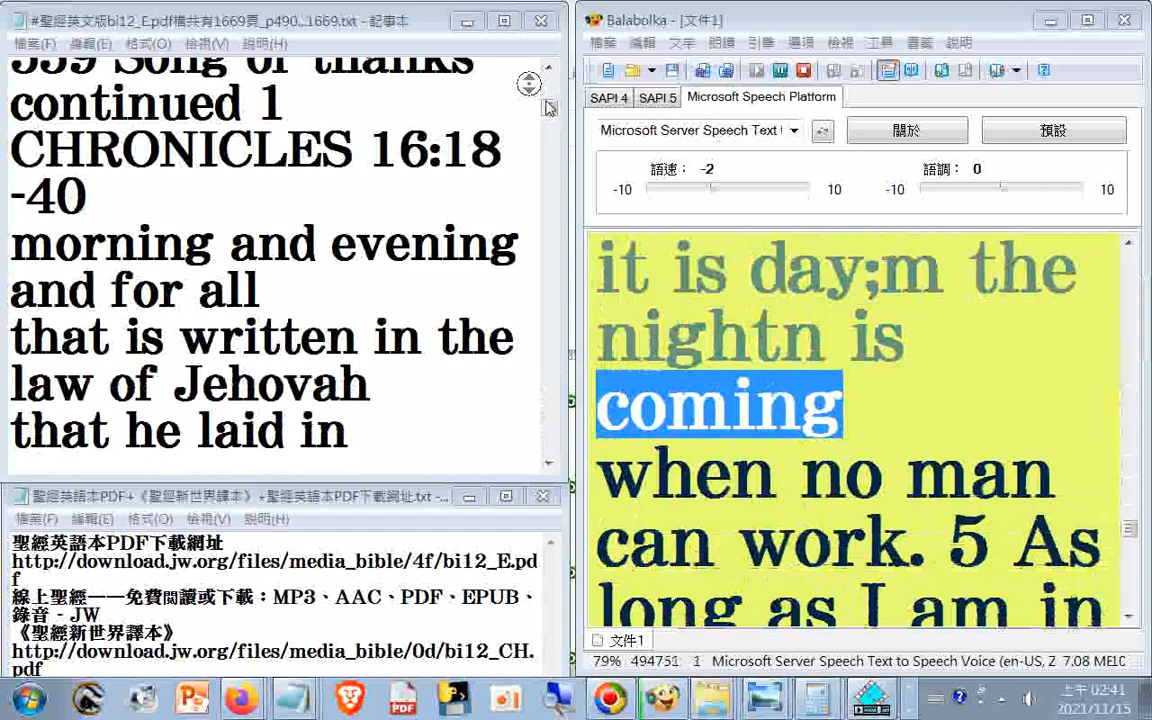 #聖經英文版bi12_E.pdf檔共有1669頁_p490...1669.txt - 記事本
檔案(F) 編輯(E) 格式(O) 檢視(V) 說明(H)
559 Song of thanks
continued 1
CHRONICLES 16:18
-40
morning and evening
and for all
that is written in the
law of Jehovah
that he laid in
聖經英語本PDF+《聖經新世界譯本》+聖經英語本PDF下載網址.txt -...
檔案(F) 編輯(E) 格式(O) 檢視(V) 說明(H)
聖經英語本PDF下載網址
http://download.jw.org/files/media_bible/4f/bi12_E.pd
f
線上聖經——免費閱讀或下載：MP3、AAC、PDF、EPUB、
錄音 - JW
《聖經新世界譯本》
http://download.jw.org/files/media_bible/0d/bi12_CH.
pdf
Balabolka - [文件1]
檔案 編輯 文字 朗讀 引擎 選項 檢視 工具 書籤 說明
SAPI 4 SAPI 5 Microsoft Speech Platform
Microsoft Server Speech Text 關於 預設
語速： -2 語調： 0
-10 10 -10 10
it is day;m the
nightn is
coming
when no man
can work. 5 As
long as I am in
文件1
79% 494751 1 Microsoft Server Speech Text to Speech Voice (en-US, Z 7.08 ME
PDF
上午 02:41
2021/11/15